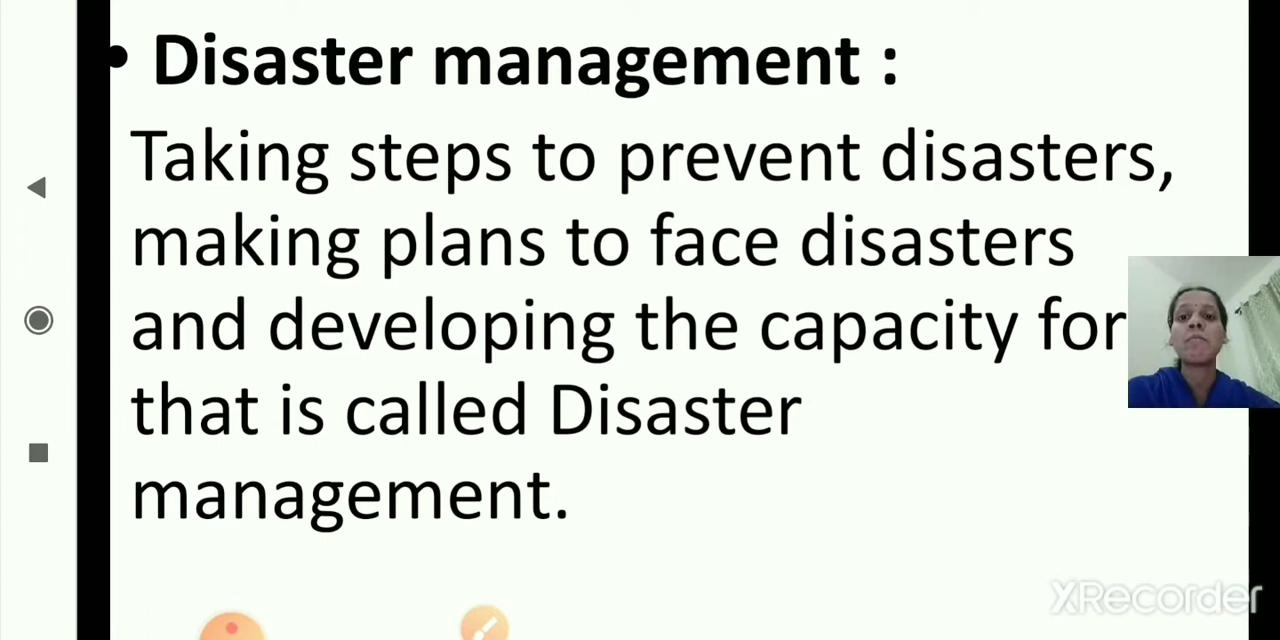 • Disaster management :
Taking steps to prevent disasters,
making plans to face disasters
and developing the capacity for
that is called Disaster
management.
XRecorder